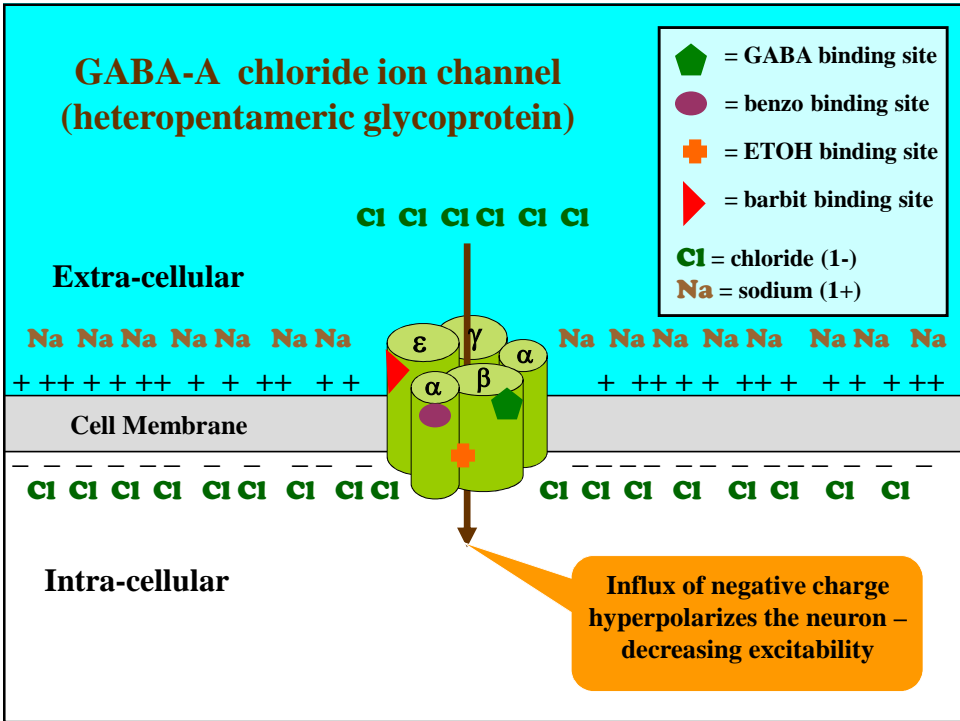 GABA-A chloride ion channel
(heteropentameric glycoprotein)
= GABA binding site
= benzo binding site
= ETOH binding site
= barbit binding site
Cl = chloride (1-)
Na = sodium (1+)
Cl Cl Cl Cl Cl Cl
Extra-cellular
Na Na Na Na Na Na Na
Na Na Na Na Na Na Na Na
ε γ α α β
+ ++ + + ++ + + ++ + +
+ ++ + + ++ + + + + ++
Cell Membrane
– – – – – – – – – – – –
– – – – – – – – – – – –
Cl Cl Cl Cl Cl Cl Cl Cl Cl
Cl Cl Cl Cl Cl Cl Cl Cl
Intra-cellular
Influx of negative charge
hyperpolarizes the neuron –
decreasing excitability